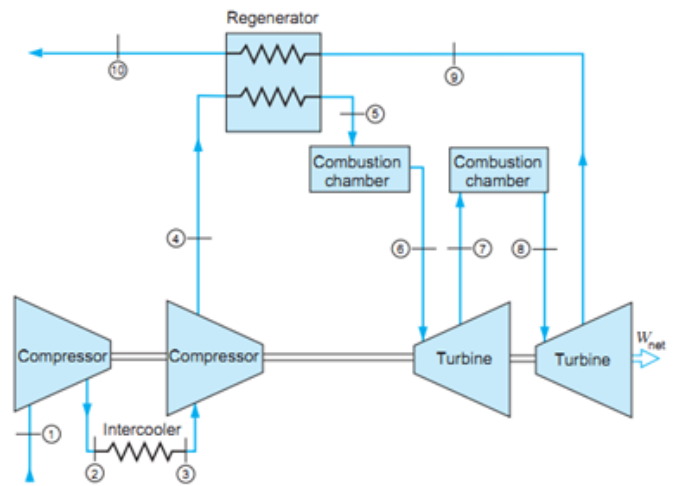 Regenerator
10
9
5
Combustion
chamber
Combustion
chamber
4
6
7
8
Compressor
Compressor
Turbine
Turbine
Wnet
1
Intercooler
2
3